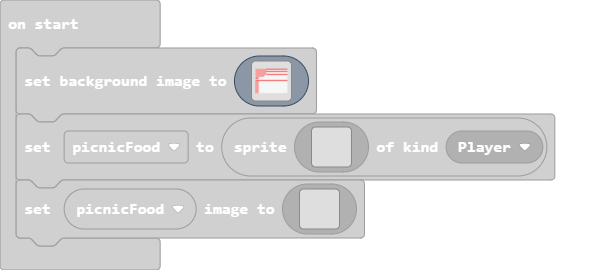 on start
set background image to
set picnicFood to sprite of kind Player
set picnicFood image to